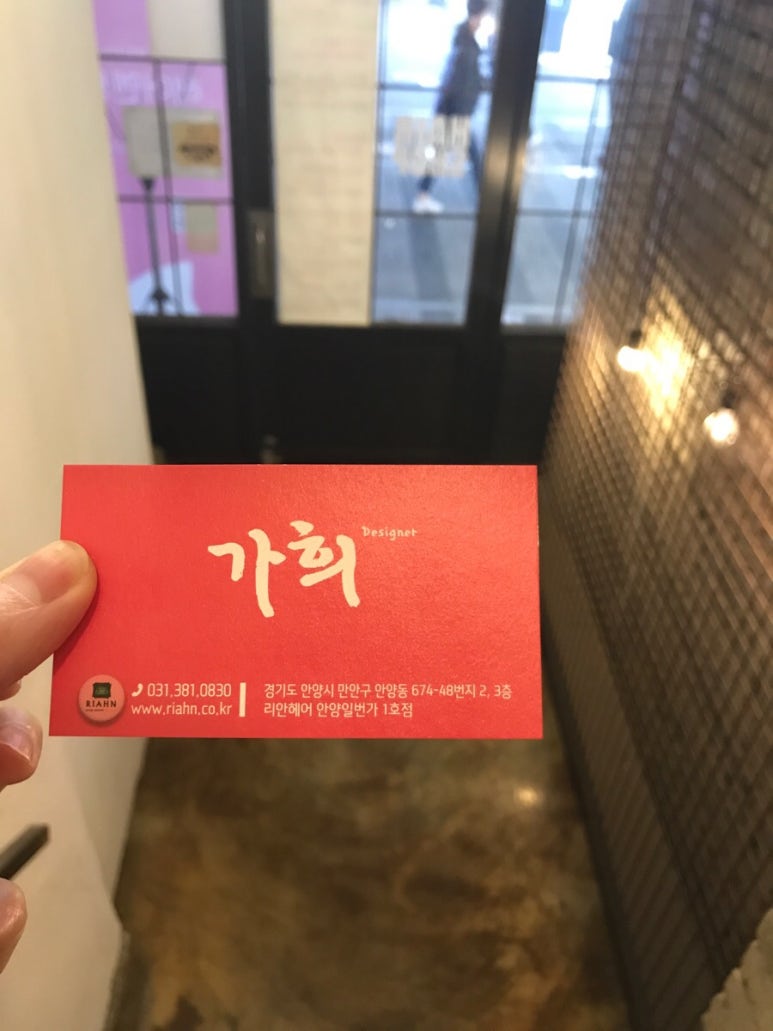 가희 Designer
RIAHN
031.381.0830
www.riahn.co.kr
경기도 안양시 만안구 안양동 674-48번지 2, 3층
리안헤어 안양일번가 1호점